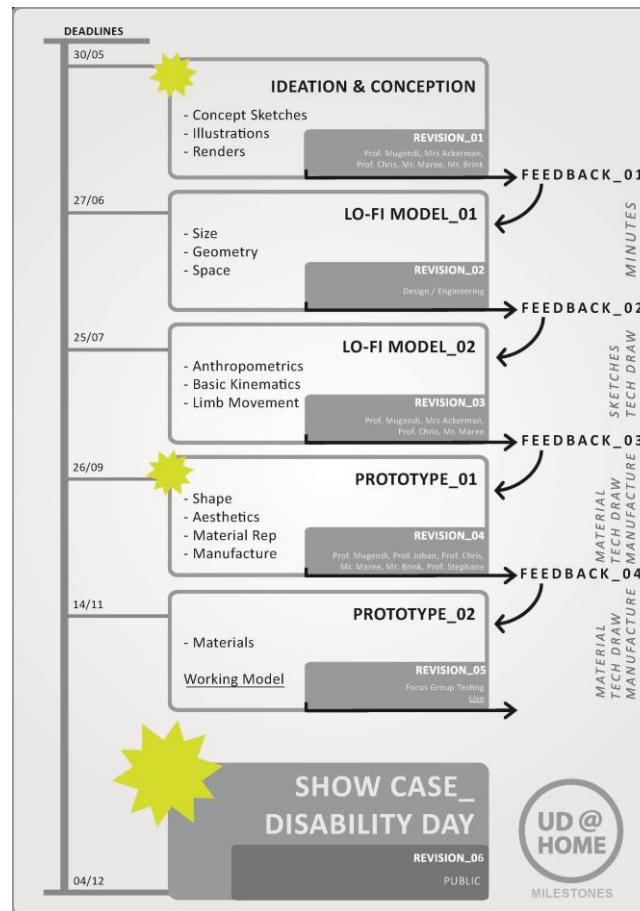 DEADLINES
30/05
IDEATION & CONCEPTION
- Concept Sketches
- Illustrations
- Renders
REVISION_01
Prof. Mugendi, Mrs Ackerman,
Prof. Chris, Mr. Maree, Mr. Brink
FEEDBACK_01
MINUTES
27/06
LO-FI MODEL_01
- Size
- Geometry
- Space
REVISION_02
Design / Engineering
FEEDBACK_02
SKETCHES
TECH DRAW
25/07
LO-FI MODEL_02
- Anthropometrics
- Basic Kinematics
- Limb Movement
REVISION_03
Prof. Mugendi, Mrs Ackerman,
Prof. Chris, Mr. Maree
FEEDBACK_03
MATERIAL
TECH DRAW
MANUFACTURE
26/09
PROTOTYPE_01
- Shape
- Aesthetics
- Material Rep
- Manufacture
REVISION_04
Prof. Mugendi, Prof. Johan, Prof. Chris,
Mr. Maree, Mr. Brink, Prof. Stephane
FEEDBACK_04
MATERIAL
TECH DRAW
MANUFACTURE
14/11
PROTOTYPE_02
- Materials
Working Model
REVISION_05
Focus Group Testing
Live
SHOW CASE_
DISABILITY DAY
REVISION_06
PUBLIC
04/12
UD @
HOME
MILESTONES